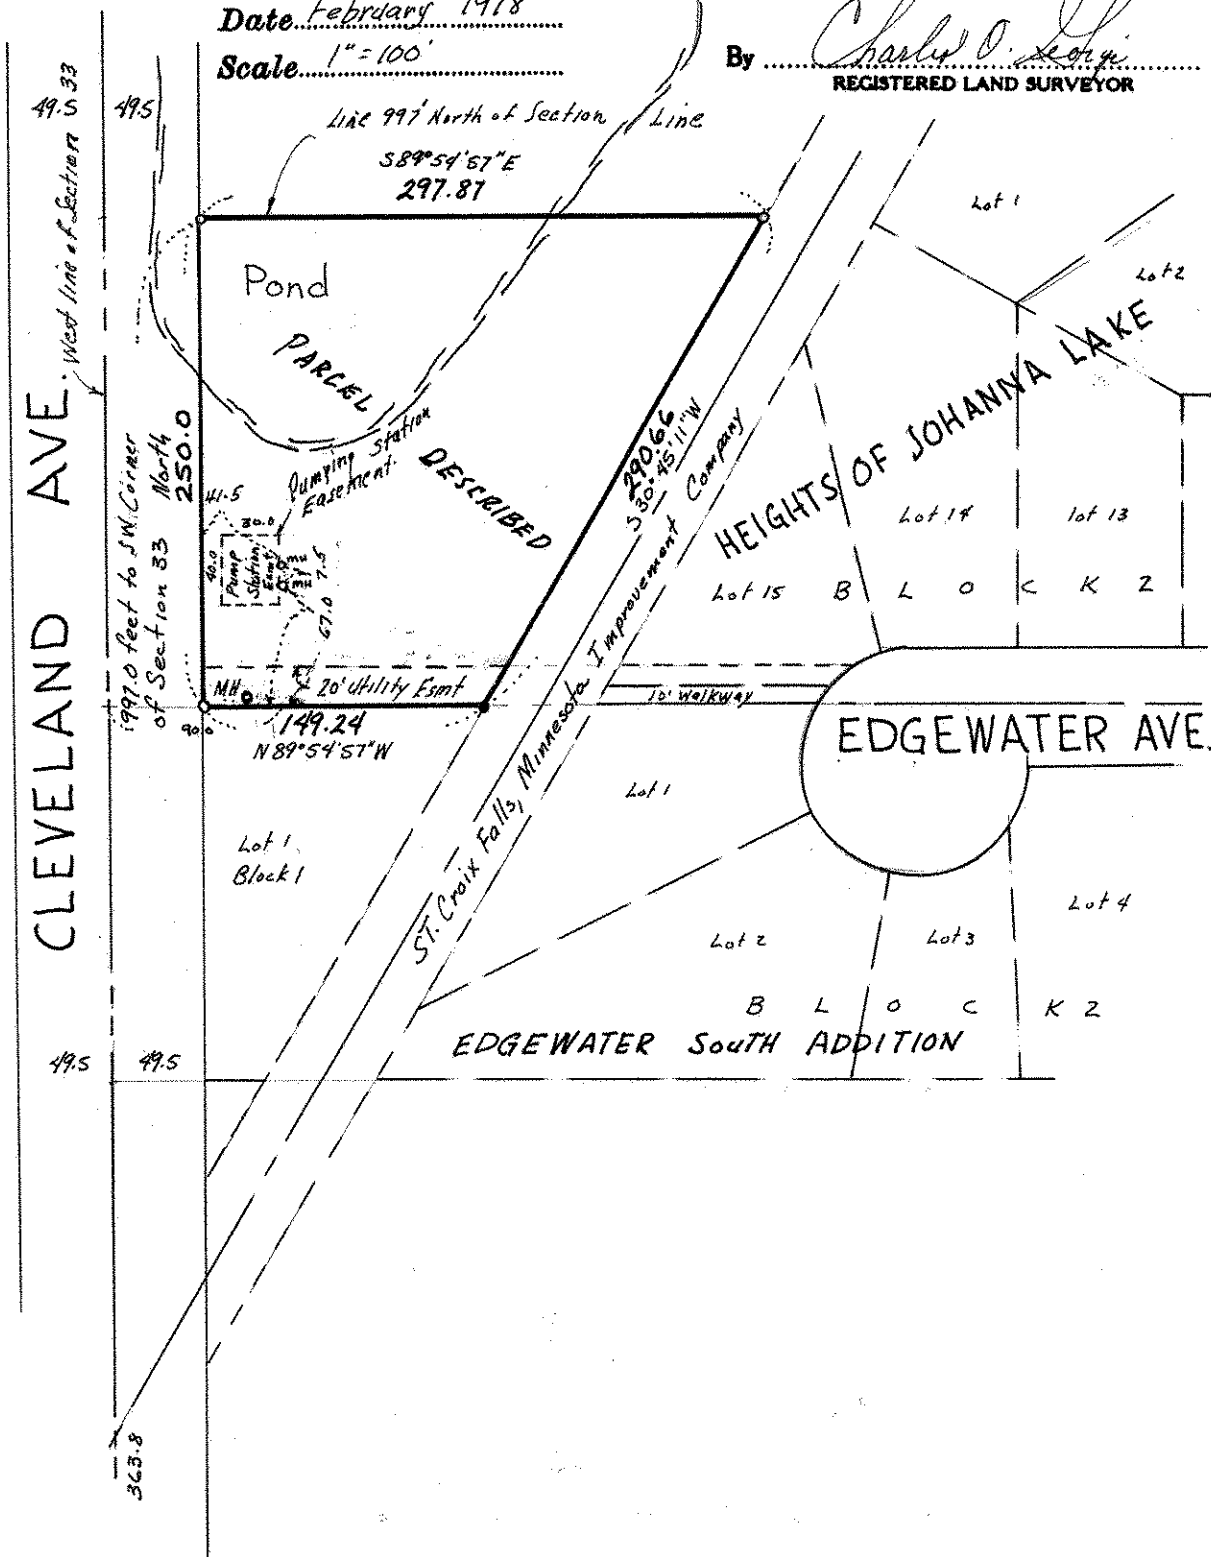 Date February 1978
Scale 1" = 100'
By Charles O. Georgi
REGISTERED LAND SURVEYOR
49.5
49.5
West line of Section 33
Line 997' North of Section Line
S 89°54'57" E
297.87
Lot 1
Lot 2
Pond
PARCEL
DESCRIBED
CLEVELAND AVE.
997.0 feet to SW Corner
of Section 33
North
250.0
41.5
30.0
40.0
Pump
Station
Esmt
Pumping Station
Easement
67.0
7.5
290.66
S 30°45'11" W
HEIGHTS OF JOHANNA LAKE
Lot 14
Lot 13
Lot 15
BLOCK 2
MH
20' Utility Esmt
10' Walkway
90.0
149.24
N 89°54'57" W
EDGEWATER AVE.
ST. Croix Falls, Minnesota Improvement Company
Lot 1
Lot 1
Block 1
Lot 2
Lot 3
Lot 4
BLOCK 2
EDGEWATER SOUTH ADDITION
49.5
49.5
363.8